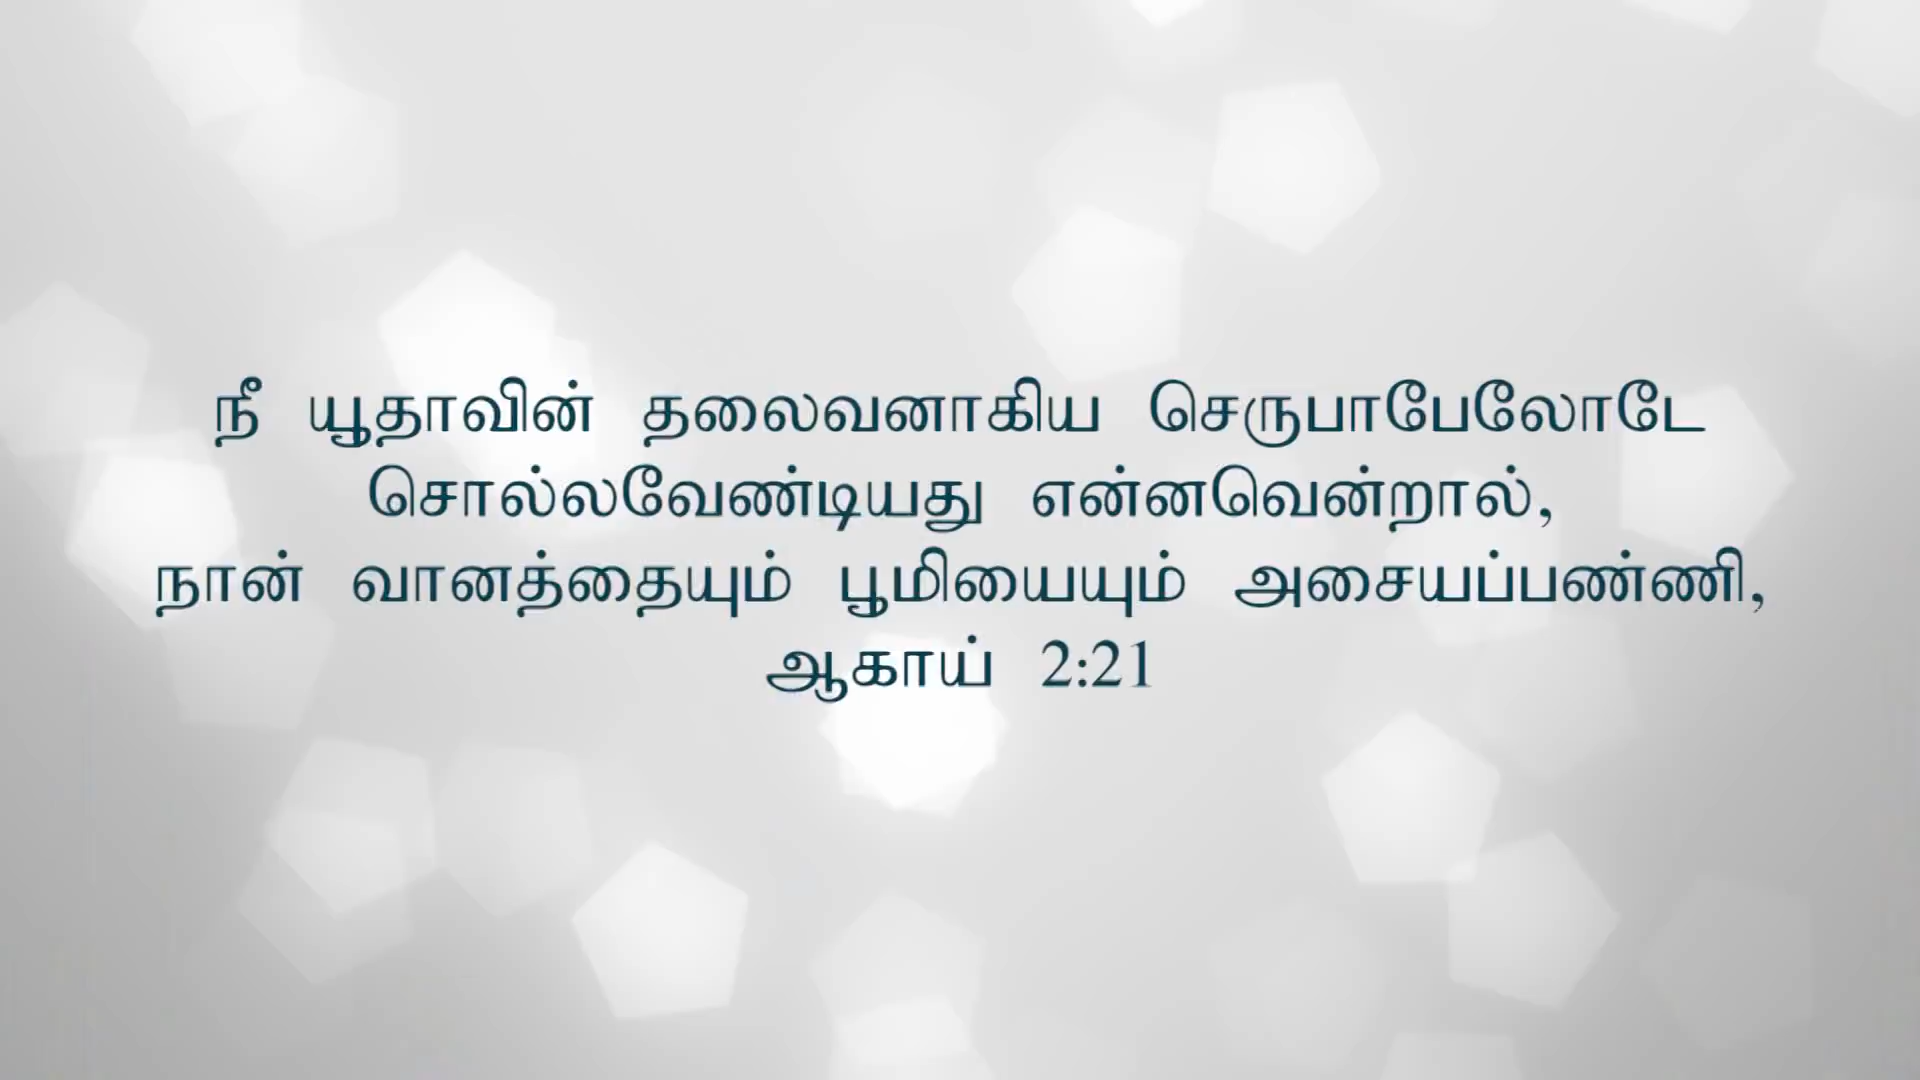 நீ யூதாவின் தலைவனாகிய செருபாபேலோடே
சொல்லவேண்டியது என்னவென்றால்,
நான் வானத்தையும் பூமியையும் அசையப்பண்ணி,
ஆகாய் 2:21